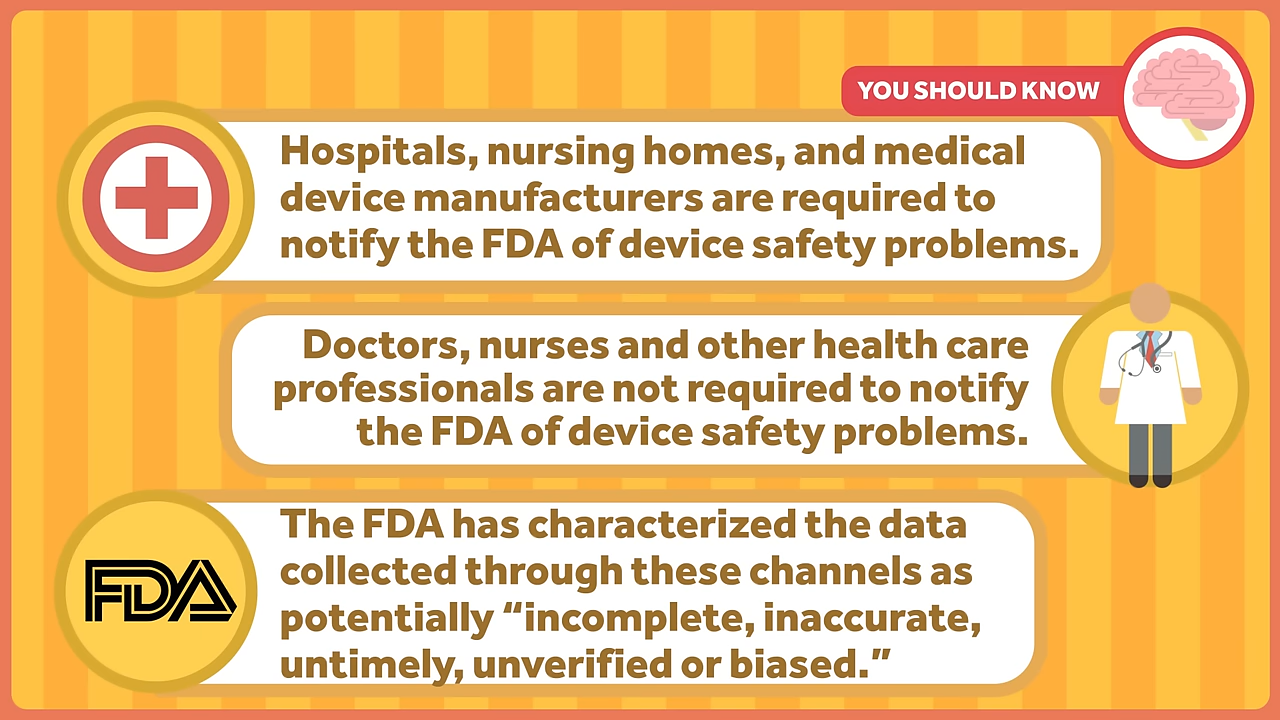 YOU SHOULD KNOW
Hospitals, nursing homes, and medical
device manufacturers are required to
notify the FDA of device safety problems.
Doctors, nurses and other health care
professionals are not required to notify
the FDA of device safety problems.
FDA
The FDA has characterized the data
collected through these channels as
potentially “incomplete, inaccurate,
untimely, unverified or biased.”